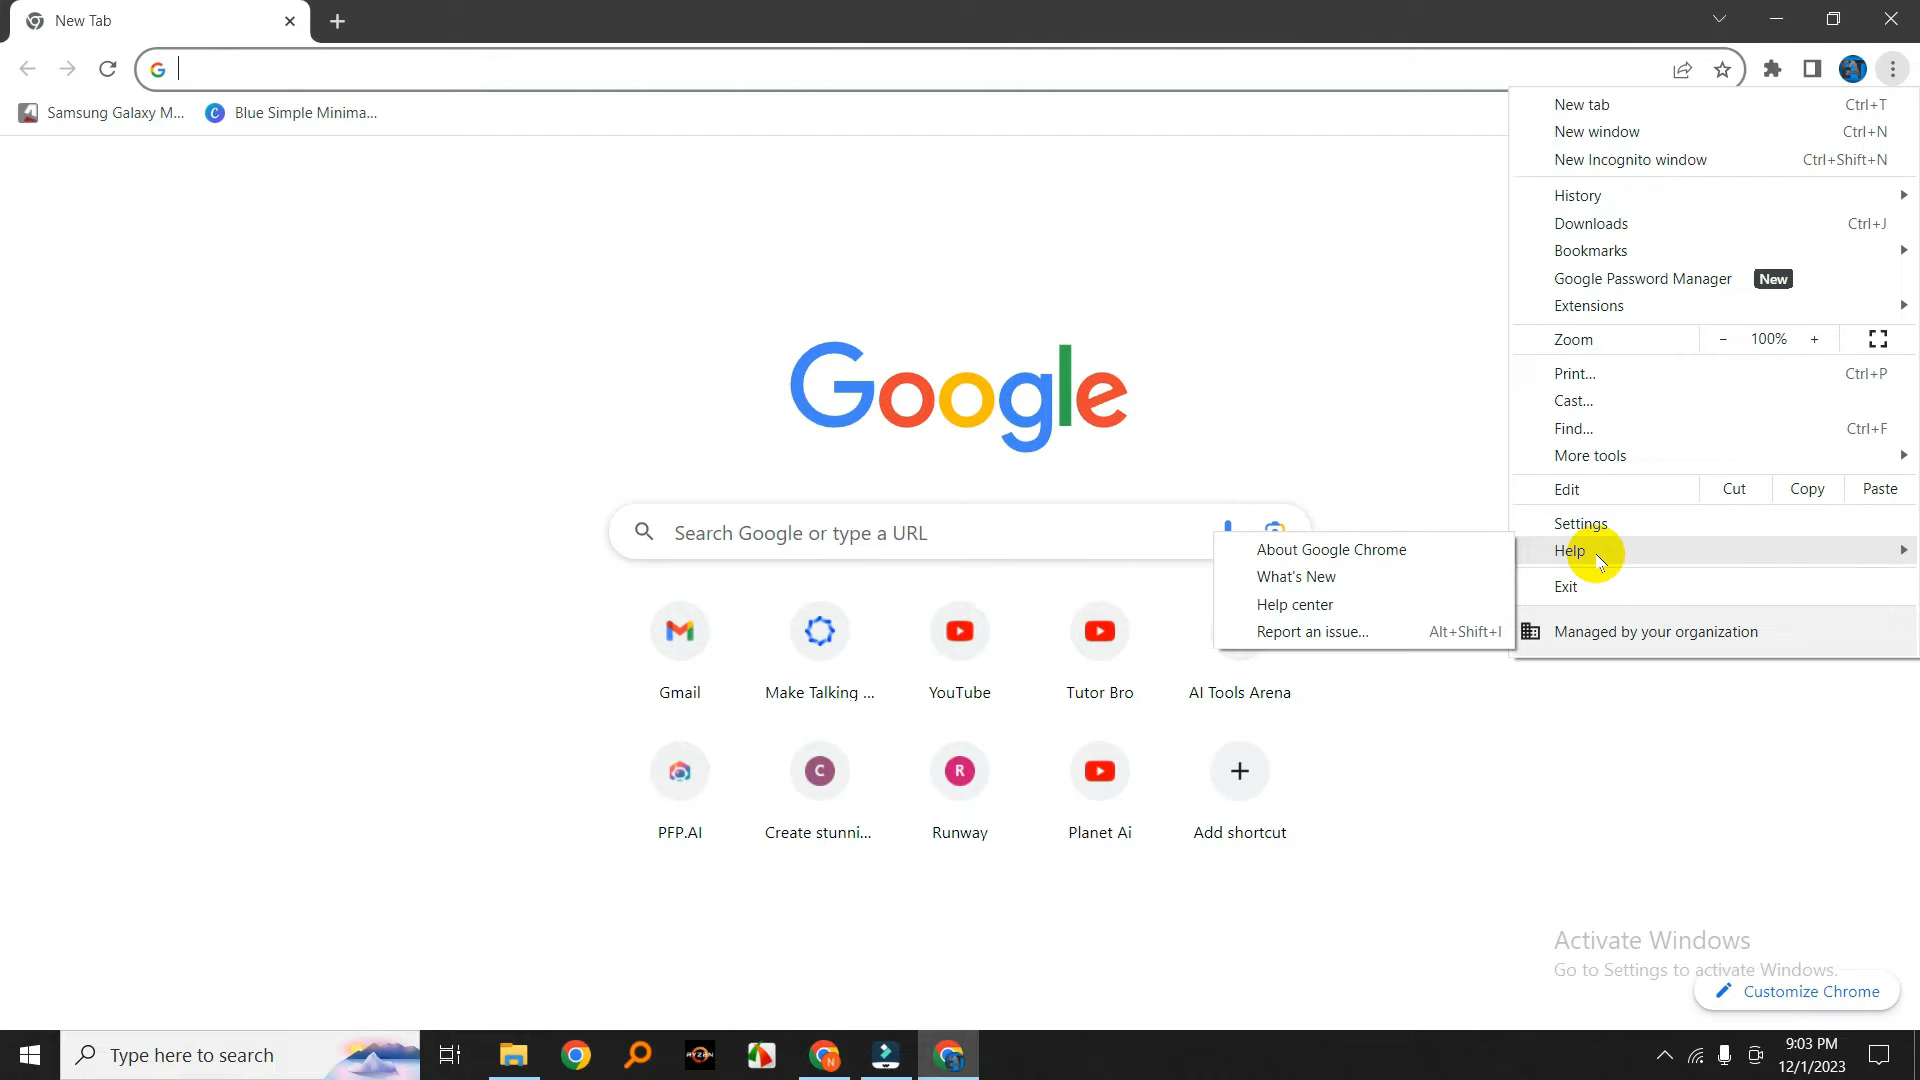 New Tab
Samsung Galaxy M...
Blue Simple Minima...
New tab Ctrl+T
New window Ctrl+N
New Incognito window Ctrl+Shift+N
History
Downloads Ctrl+J
Bookmarks
Google Password Manager New
Extensions
Zoom - 100% +
Print... Ctrl+P
Cast...
Find... Ctrl+F
More tools
Edit Cut Copy Paste
Settings
Help
Exit
Managed by your organization
About Google Chrome
What's New
Help center
Report an issue... Alt+Shift+I
Google
Search Google or type a URL
Gmail
Make Talking ...
YouTube
Tutor Bro
AI Tools Arena
C
R
PFP.AI
Create stunni...
Runway
Planet Ai
Add shortcut
Activate Windows
Go to Settings to activate Windows.
Customize Chrome
Type here to search
RYZEN
N
9:03 PM
12/1/2023